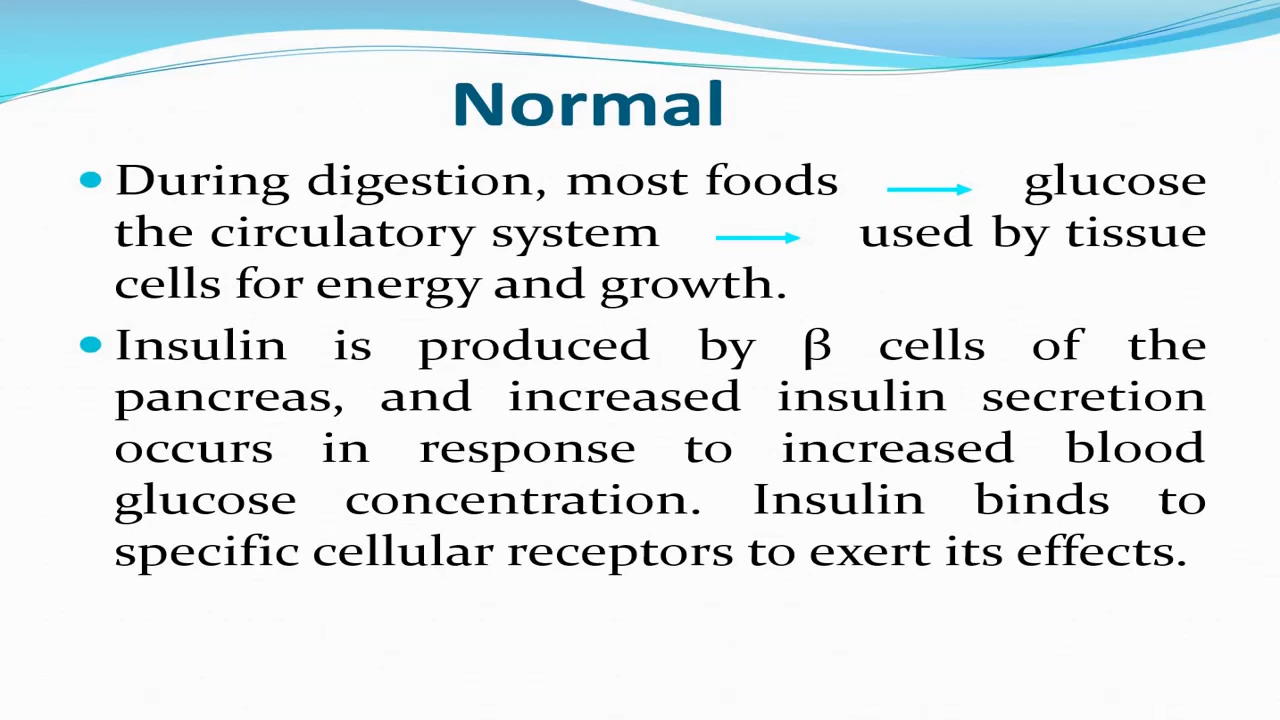 Normal
During digestion, most foods → glucose
the circulatory system → used by tissue
cells for energy and growth.
Insulin is produced by β cells of the
pancreas, and increased insulin secretion
occurs in response to increased blood
glucose concentration. Insulin binds to
specific cellular receptors to exert its effects.